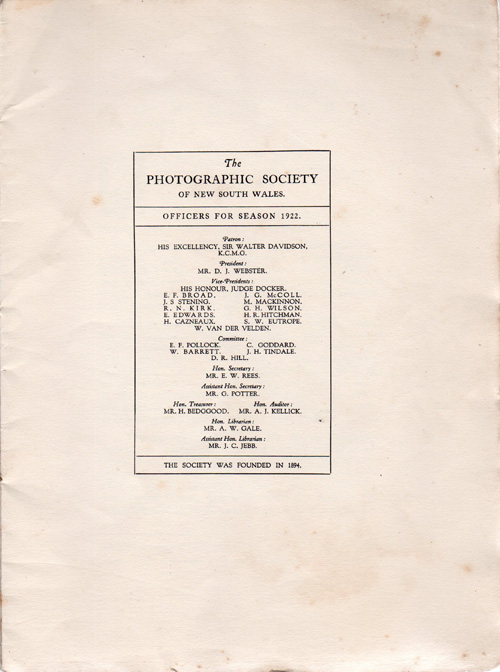 The
PHOTOGRAPHIC SOCIETY
OF NEW SOUTH WALES.
OFFICERS FOR SEASON 1922.
Patron:
HIS EXCELLENCY, SIR WALTER DAVIDSON,
K.C.M.G.
President:
MR. D. J. WEBSTER.
Vice-Presidents:
HIS HONOUR, JUDGE DOCKER.
E. F. BROAD. J. G. McCOLL.
J. S STENING. M. MACKINNON.
R. N. KIRK. G. H. WILSON.
E. EDWARDS. H. R. HITCHMAN.
H. CAZNEAUX. S. W. EUTROPE.
W. VAN DER VELDEN.
Committee:
E. F. POLLOCK. C. GODDARD.
W. BARRETT. J. H. TINDALE.
D. R. HILL.
Hon. Secretary:
MR. E. W. REES.
Assistant Hon. Secretary:
MR. G. POTTER.
Hon. Treasurer: Hon. Auditor:
MR. H. BEDGGOOD. MR. A. J. KELLICK.
Hon. Librarian:
MR. A. W. GALE.
Assistant Hon. Librarian:
MR. J. C. JEBB.
THE SOCIETY WAS FOUNDED IN 1894.